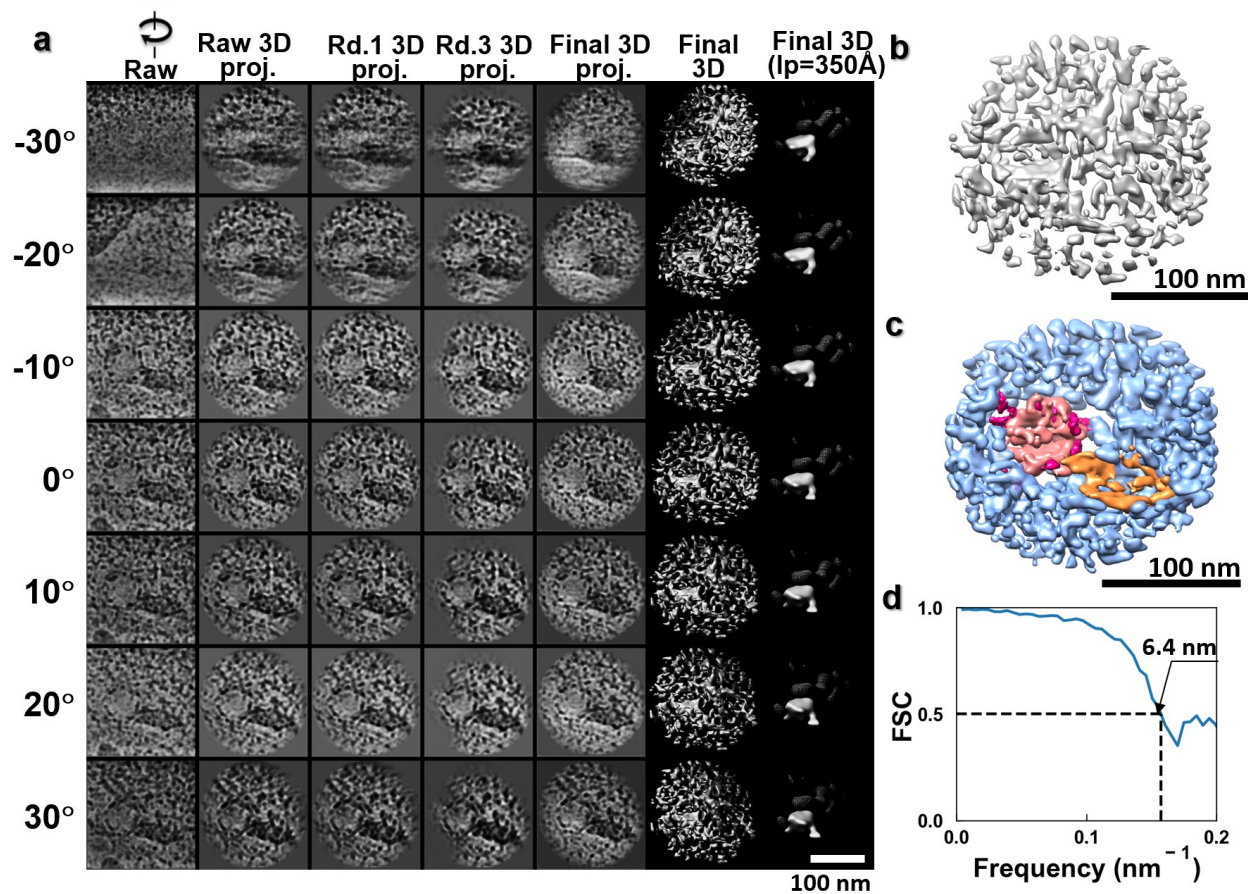 a
Raw
Raw 3D
proj.
Rd.1 3D
proj.
Rd.3 3D
proj.
Final 3D
proj.
Final
3D
Final 3D
(lp=350Å)
-30°
-20°
-10°
0°
10°
20°
30°
100 nm
b
100 nm
c
100 nm
d
1.0
0.5
0.0
FSC
6.4 nm
0.0
0.1
0.2
Frequency (nm⁻¹)